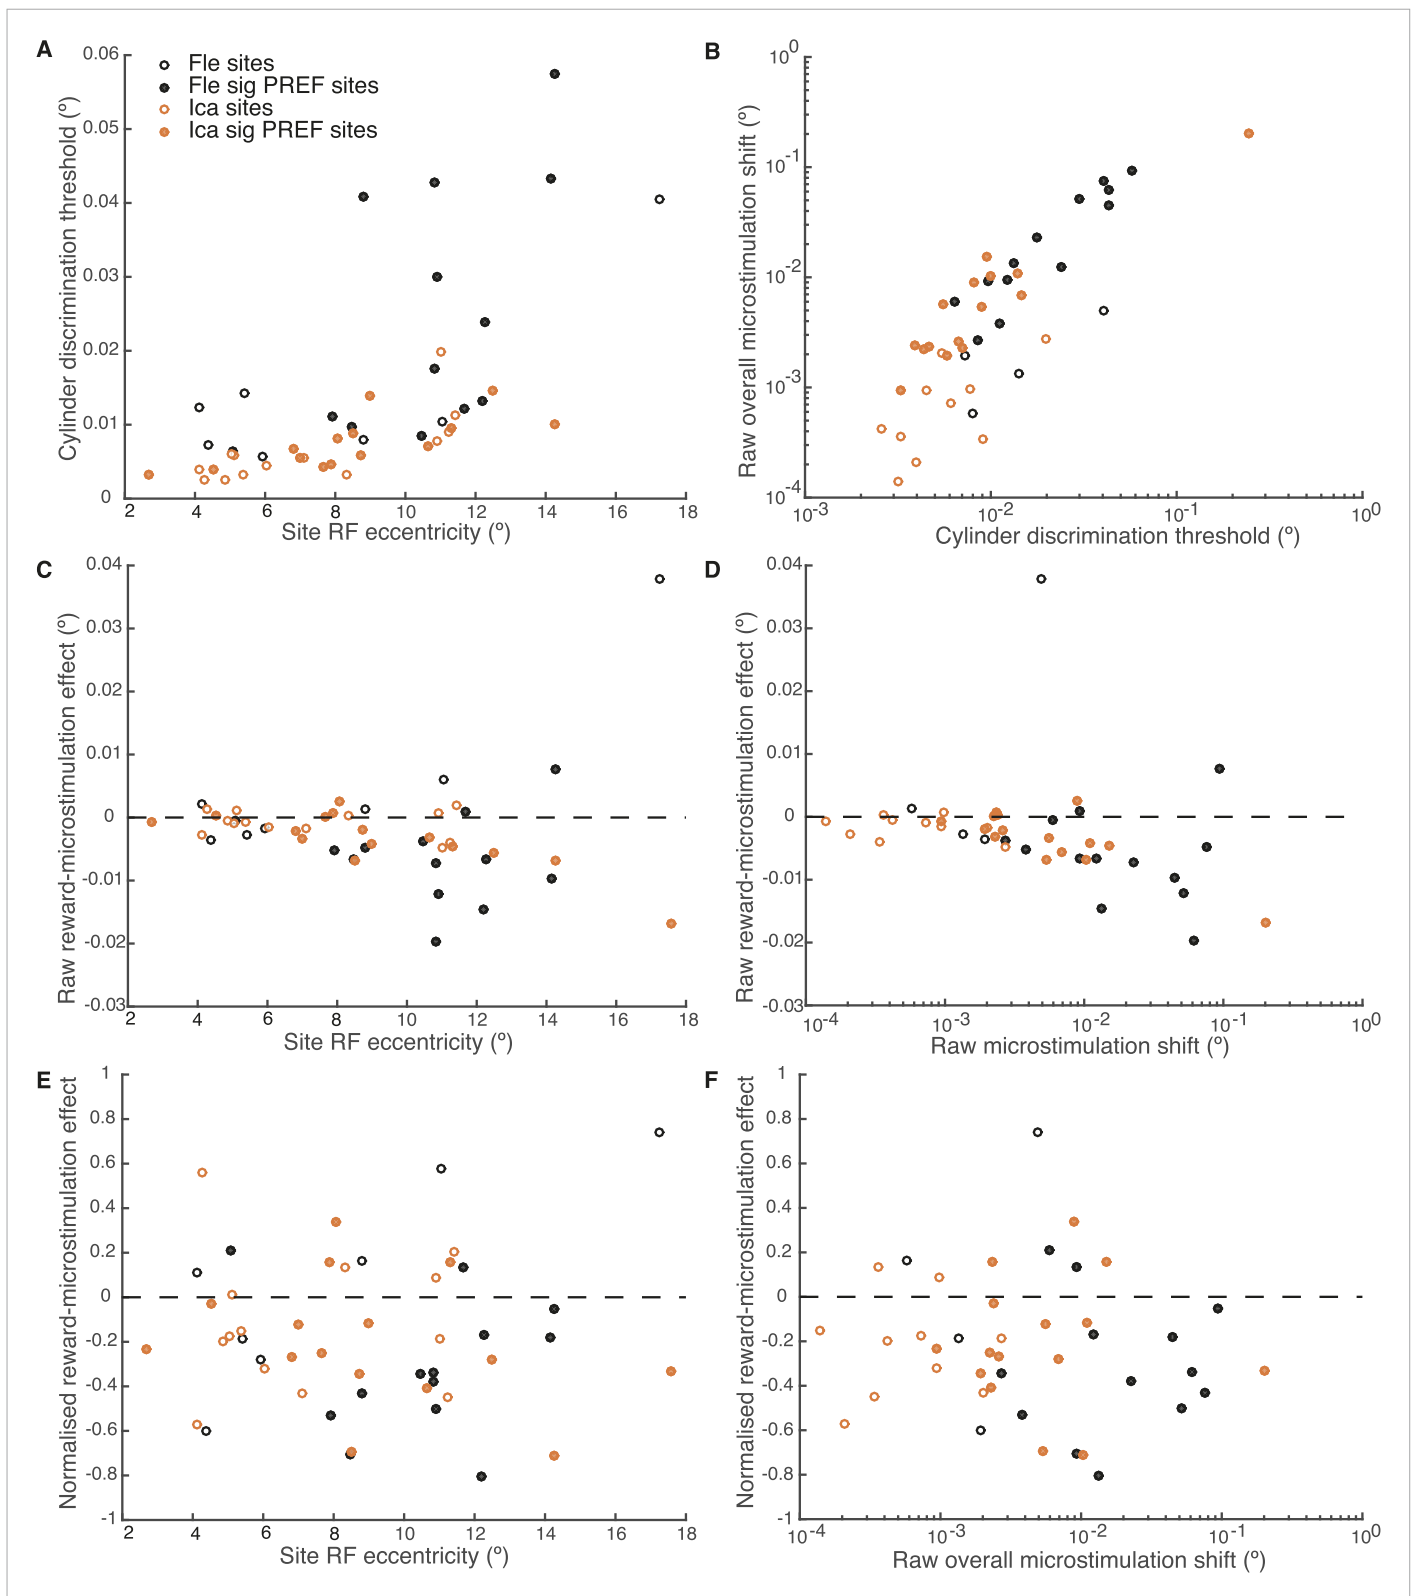 A
0.06
0.05
0.04
0.03
0.02
0.01
0
Cylinder discrimination threshold (º)
Fle sites
Fle sig PREF sites
Ica sites
Ica sig PREF sites
2 4 6 8 10 12 14 16 18
Site RF eccentricity (º)
B
10^0
10^-1
10^-2
10^-3
10^-4
Raw overall microstimulation shift (º)
10^-3 10^-2 10^-1 10^0
Cylinder discrimination threshold (º)
C
0.04
0.03
0.02
0.01
0
-0.01
-0.02
-0.03
Raw reward-microstimulation effect (º)
2 4 6 8 10 12 14 16 18
Site RF eccentricity (º)
D
0.04
0.03
0.02
0.01
0
-0.01
-0.02
-0.03
Raw reward-microstimulation effect (º)
10^-4 10^-3 10^-2 10^-1 10^0
Raw microstimulation shift (º)
E
1
0.8
0.6
0.4
0.2
0
-0.2
-0.4
-0.6
-0.8
-1
Normalised reward-microstimulation effect
2 4 6 8 10 12 14 16 18
Site RF eccentricity (º)
F
1
0.8
0.6
0.4
0.2
0
-0.2
-0.4
-0.6
-0.8
-1
Normalised reward-microstimulation effect
10^-4 10^-3 10^-2 10^-1 10^0
Raw overall microstimulation shift (º)